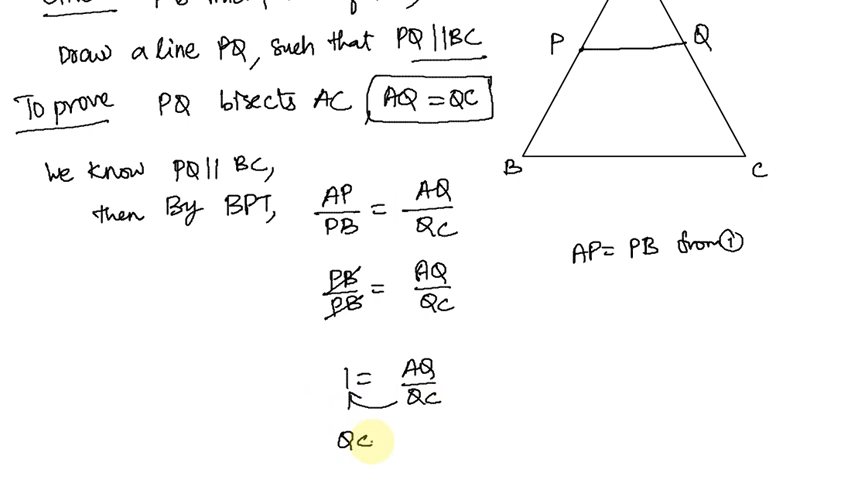 Draw a line PQ, such that PQ||BC
To prove PQ bisects AC AQ = QC
We know PQ || BC,
then By BPT, AP/PB = AQ/QC
PB/PB = AQ/QC
1 = AQ/QC
QC
P
Q
B
C
AP = PB from ①